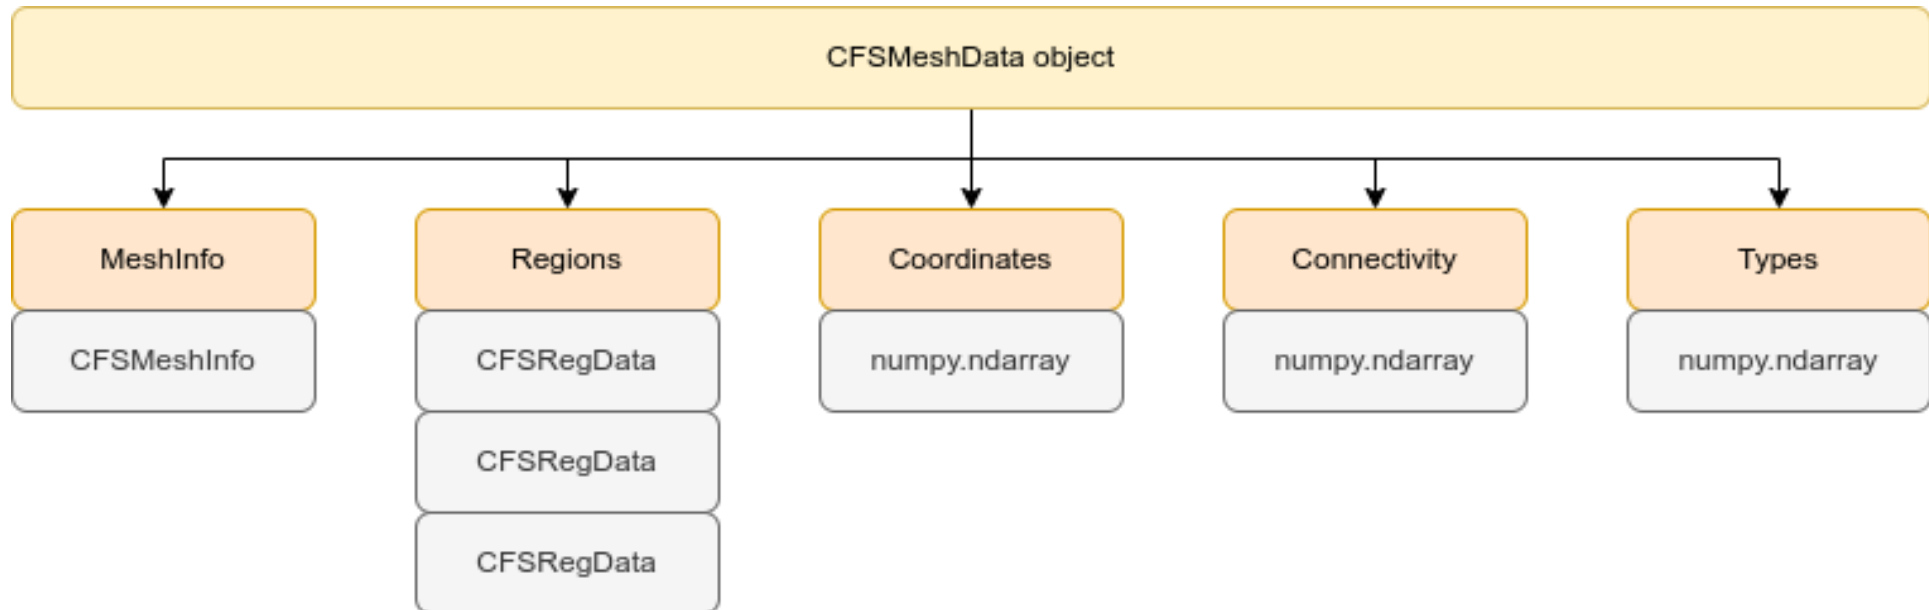 CFSMeshData object
MeshInfo
Regions
Coordinates
Connectivity
Types
CFSMeshInfo
CFSRegData
numpy.ndarray
numpy.ndarray
numpy.ndarray
CFSRegData
CFSRegData